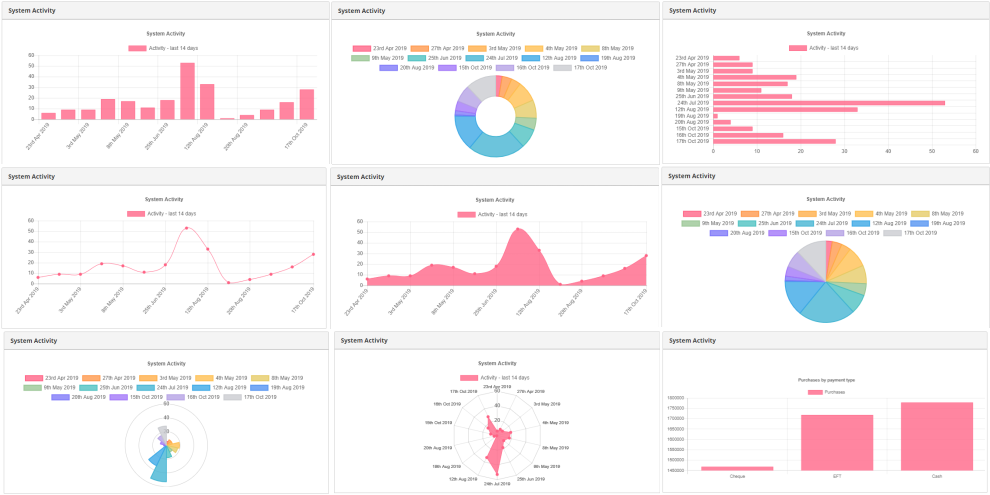 System Activity
System Activity
Activity - last 14 days
60
50
40
30
20
10
0
23rd Apr 2019
3rd May 2019
8th May 2019
25th Jun 2019
12th Aug 2019
20th Aug 2019
17th Oct 2019
System Activity
System Activity
23rd Apr 2019 27th Apr 2019 3rd May 2019 4th May 2019 8th May 2019
9th May 2019 25th Jun 2019 24th Jul 2019 12th Aug 2019 19th Aug 2019
20th Aug 2019 15th Oct 2019 16th Oct 2019 17th Oct 2019
System Activity
System Activity
Activity - last 14 days
23rd Apr 2019
27th Apr 2019
3rd May 2019
4th May 2019
8th May 2019
9th May 2019
25th Jun 2019
24th Jul 2019
12th Aug 2019
19th Aug 2019
20th Aug 2019
15th Oct 2019
16th Oct 2019
17th Oct 2019
0 10 20 30 40 50 60
System Activity
System Activity
Activity - last 14 days
60
50
40
30
20
10
0
23rd Apr 2019
3rd May 2019
8th May 2019
25th Jun 2019
12th Aug 2019
20th Aug 2019
17th Oct 2019
System Activity
System Activity
Activity - last 14 days
60
50
40
30
20
10
0
23rd Apr 2019
3rd May 2019
8th May 2019
25th Jun 2019
12th Aug 2019
20th Aug 2019
17th Oct 2019
System Activity
System Activity
23rd Apr 2019 27th Apr 2019 3rd May 2019 4th May 2019 8th May 2019
9th May 2019 25th Jun 2019 24th Jul 2019 12th Aug 2019 19th Aug 2019
20th Aug 2019 15th Oct 2019 16th Oct 2019 17th Oct 2019
System Activity
System Activity
23rd Apr 2019 27th Apr 2019 3rd May 2019 4th May 2019 8th May 2019
9th May 2019 25th Jun 2019 24th Jul 2019 12th Aug 2019 19th Aug 2019
20th Aug 2019 15th Oct 2019 16th Oct 2019 17th Oct 2019
60
40
System Activity
System Activity
Activity - last 14 days
23rd Apr 2019
17th Oct 2019 60 27th Apr 2019
16th Oct 2019 40 3rd May 2019
15th Oct 2019 20 May 2019
20th Aug 2019 8th May 2019
19th Aug 2019 9th May 2019
12th Aug 2019 25th Jun 2019
24th Jul 2019
System Activity
Purchases by payment type
Purchases
Cheque
EFT
Cash